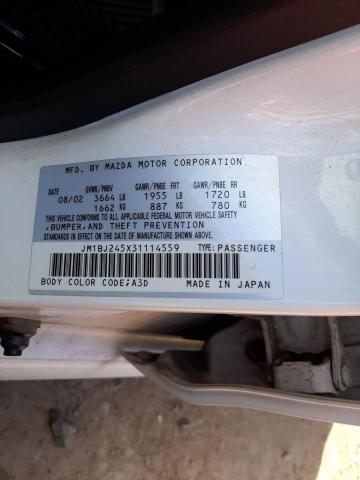 MFD. BY MAZDA MOTOR CORPORATION
GVWR/PNBV GAWR/PNBE FR GAWR/PNBE RR
08/02 3664 LB 1955 LB 1720 LB
1662 KG 887 KG 780 KG
THIS VEHICLE CONFORMS TO ALL APPLICABLE FEDERAL MOTOR VEHICLE SAFETY
,BUMPER,AND THEFT PREVENTION
STANDARDS IN EFFECT ON THE DATE OF MANUFACTURE SHOWN ABOVE.
JM1BJ245X31114559 TYPE:PASSENGER
BODY COLOR CODE;A3D MADE IN JAPAN